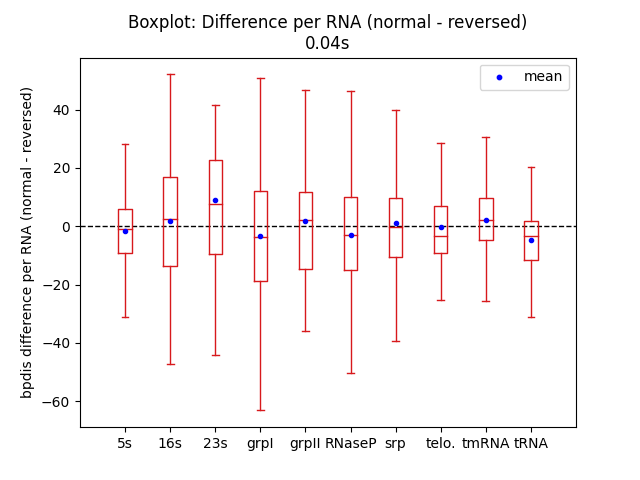 Boxplot: Difference per RNA (normal - reversed)
0.04s
mean
bpdis difference per RNA (normal - reversed)
40
20
0
−20
−40
−60
5s 16s 23s grpI grpII RNaseP srp telo. tmRNA tRNA